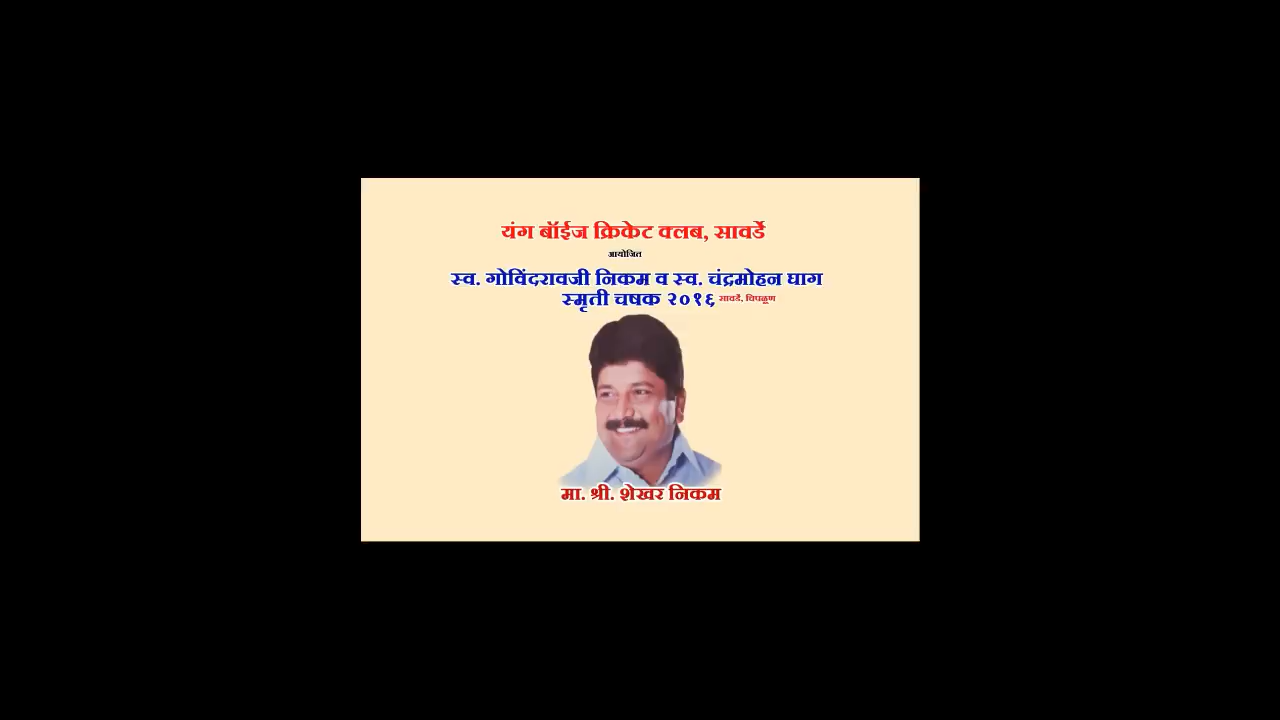 यंग बॉईज क्रिकेट क्लब, सावर्डे
आयोजित
स्व. गोविंदरावजी निकम व स्व. चंद्रमोहन घाग
स्मृती चषक २०१६ सावर्डे, चिपळूण
मा. श्री. शेखर निकम